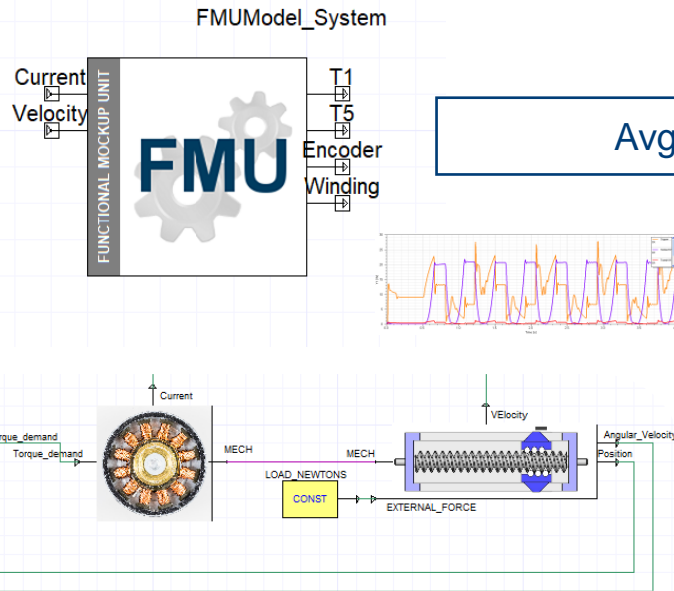 FMUModel_System
Current
Velocity
FUNCTIONAL MOCKUP UNIT
FMU
T1
T5
Encoder
Winding
Avg
Current
VElocity
rque_demand
Torque_demand
MECH
MECH
LOAD_NEWTONS
CONST
EXTERNAL_FORCE
Angular_Velocity
Position